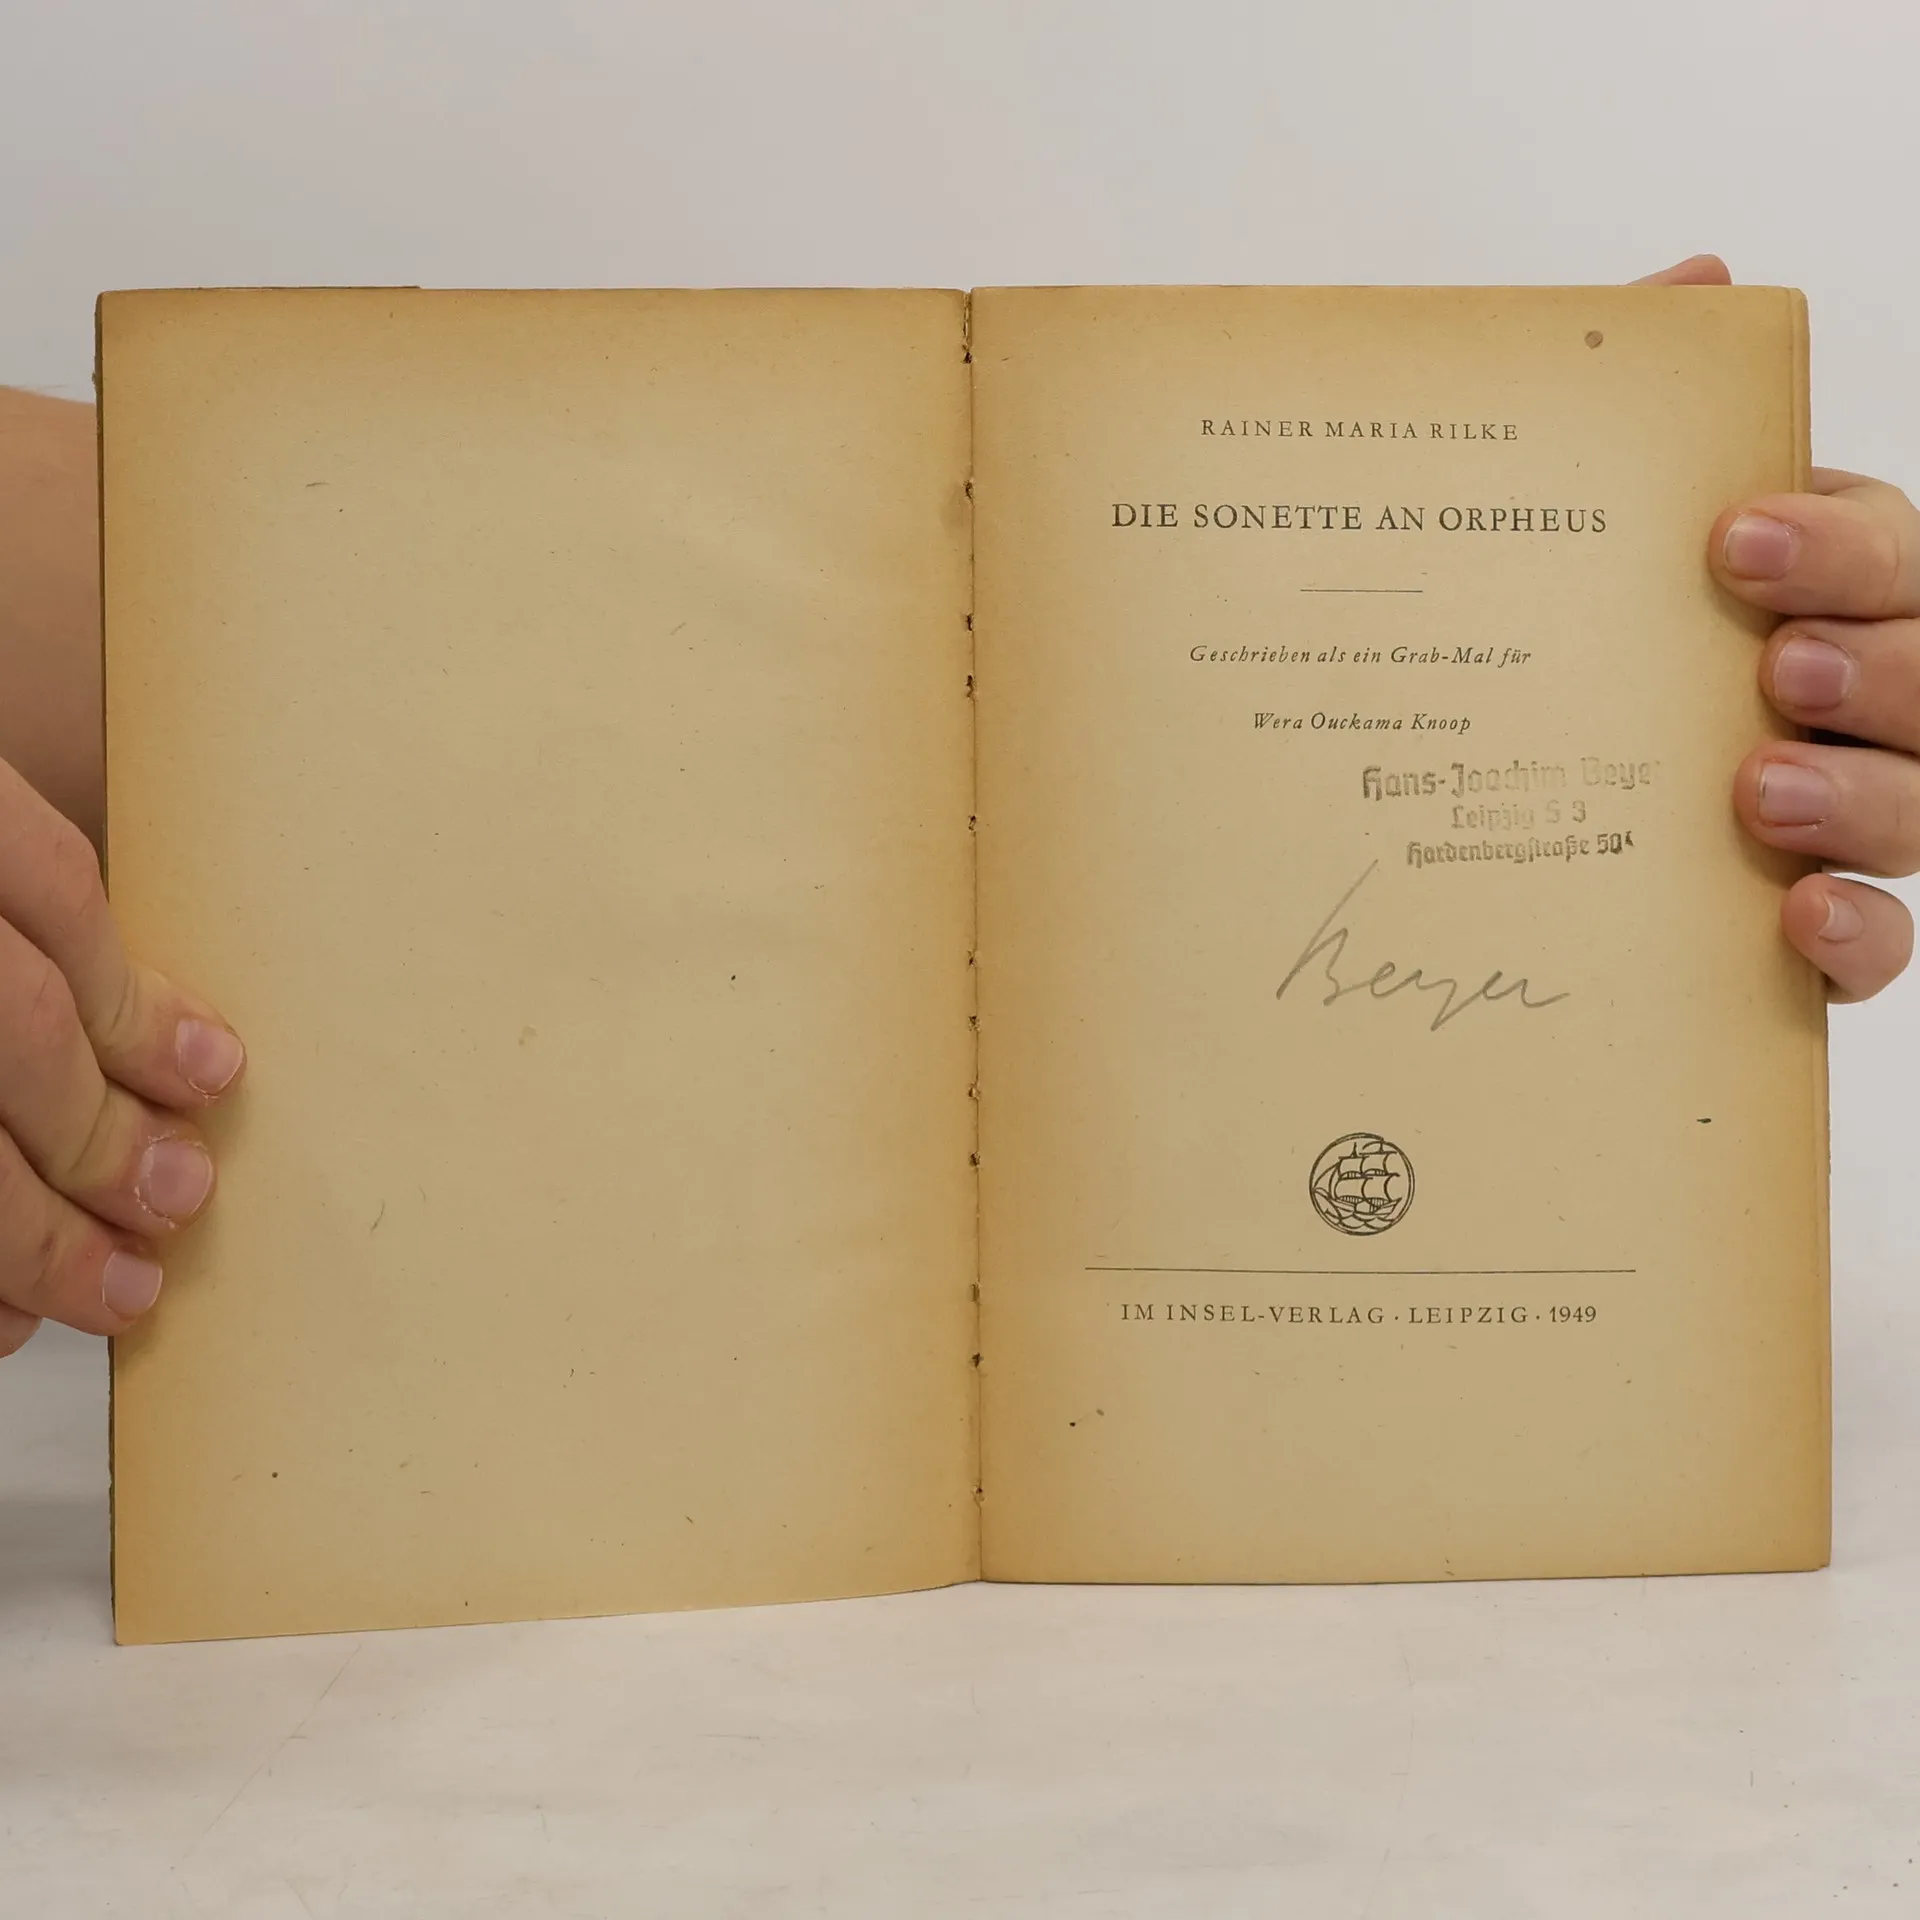 RAINER MARIA RILKE
DIE SONETTE AN ORPHEUS
Geschrieben als ein Grab-Mal für
Wera Ouckama Knoop
Hans-Joachim Beye
Leipzig S 3
Hardenbergstraße 50
Beyer
IM INSEL-VERLAG · LEIPZIG · 1949